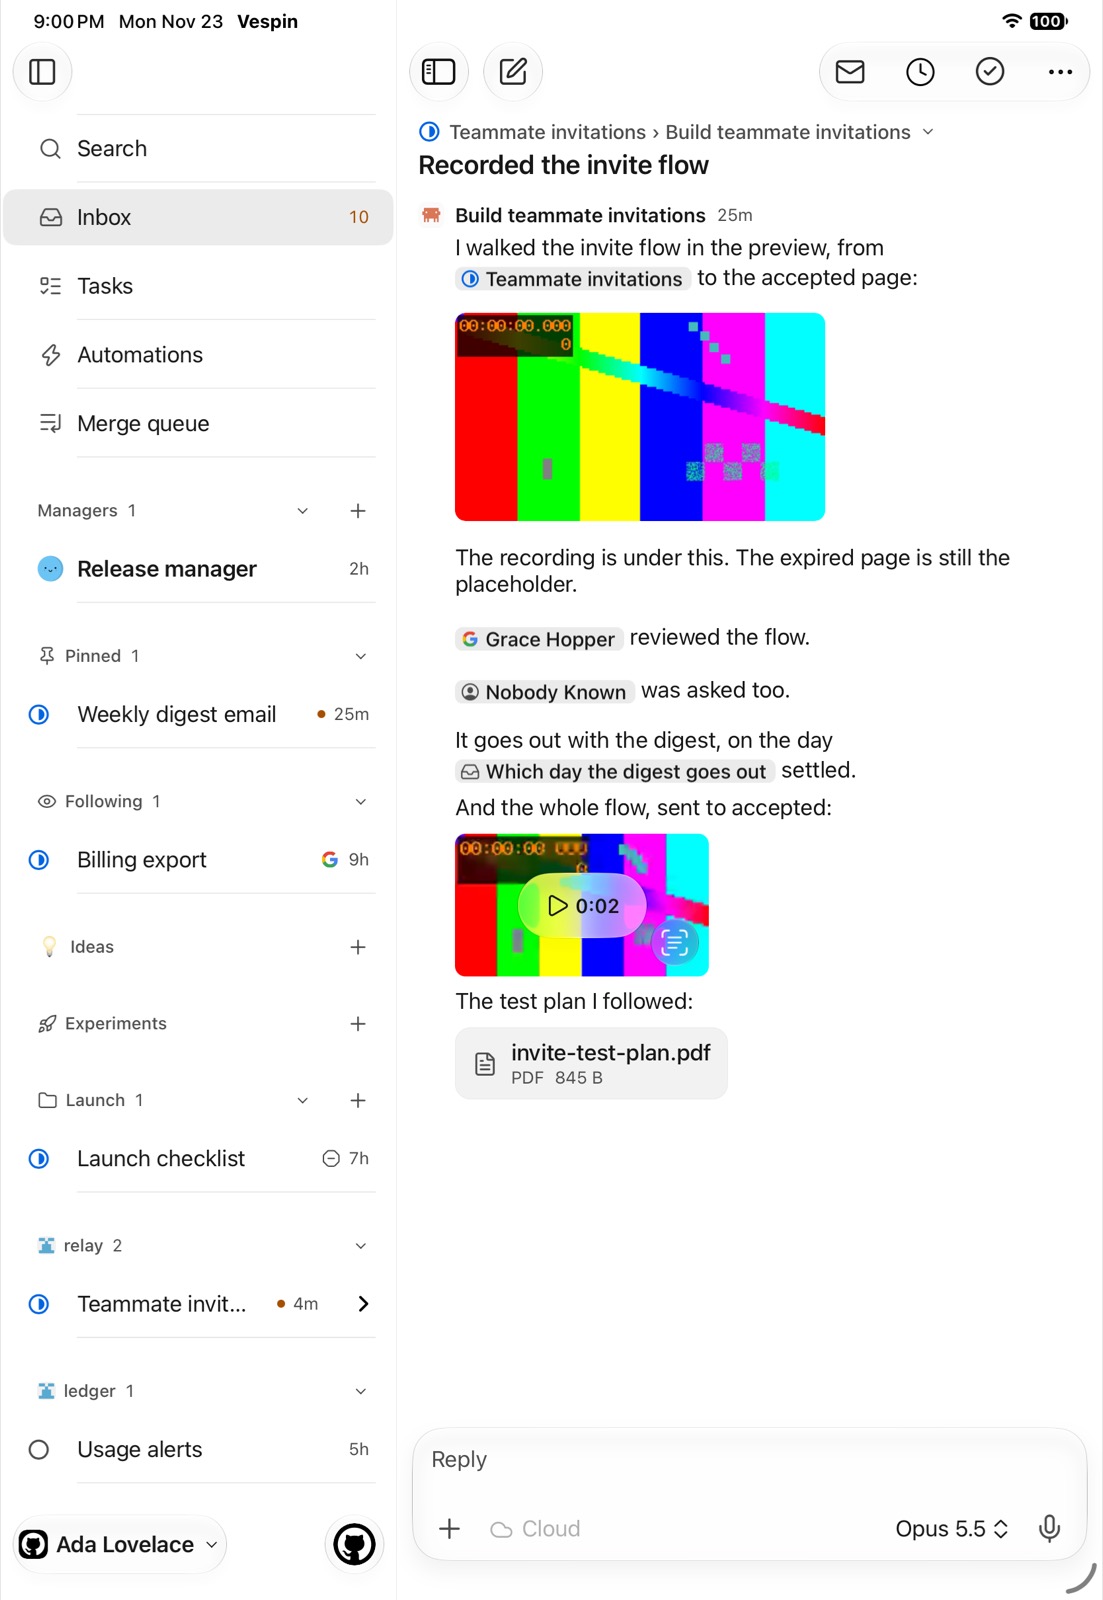 9:00 PM Mon Nov 23 Vespin
100
Search
Inbox 10
Tasks
Automations
Merge queue
Managers 1
Release manager 2h
Pinned 1
Weekly digest email 25m
Following 1
Billing export 9h
Ideas
Experiments
Launch 1
Launch checklist 7h
relay 2
Teammate invit... 4m
ledger 1
Usage alerts 5h
Ada Lovelace
Teammate invitations › Build teammate invitations
Recorded the invite flow
Build teammate invitations 25m
I walked the invite flow in the preview, from
Teammate invitations to the accepted page:
00:00:00.000
0
The recording is under this. The expired page is still the
placeholder.
Grace Hopper reviewed the flow.
Nobody Known was asked too.
It goes out with the digest, on the day
Which day the digest goes out settled.
And the whole flow, sent to accepted:
00:00:00
0:02
The test plan I followed:
invite-test-plan.pdf
PDF 845 B
Reply
Cloud
Opus 5.5